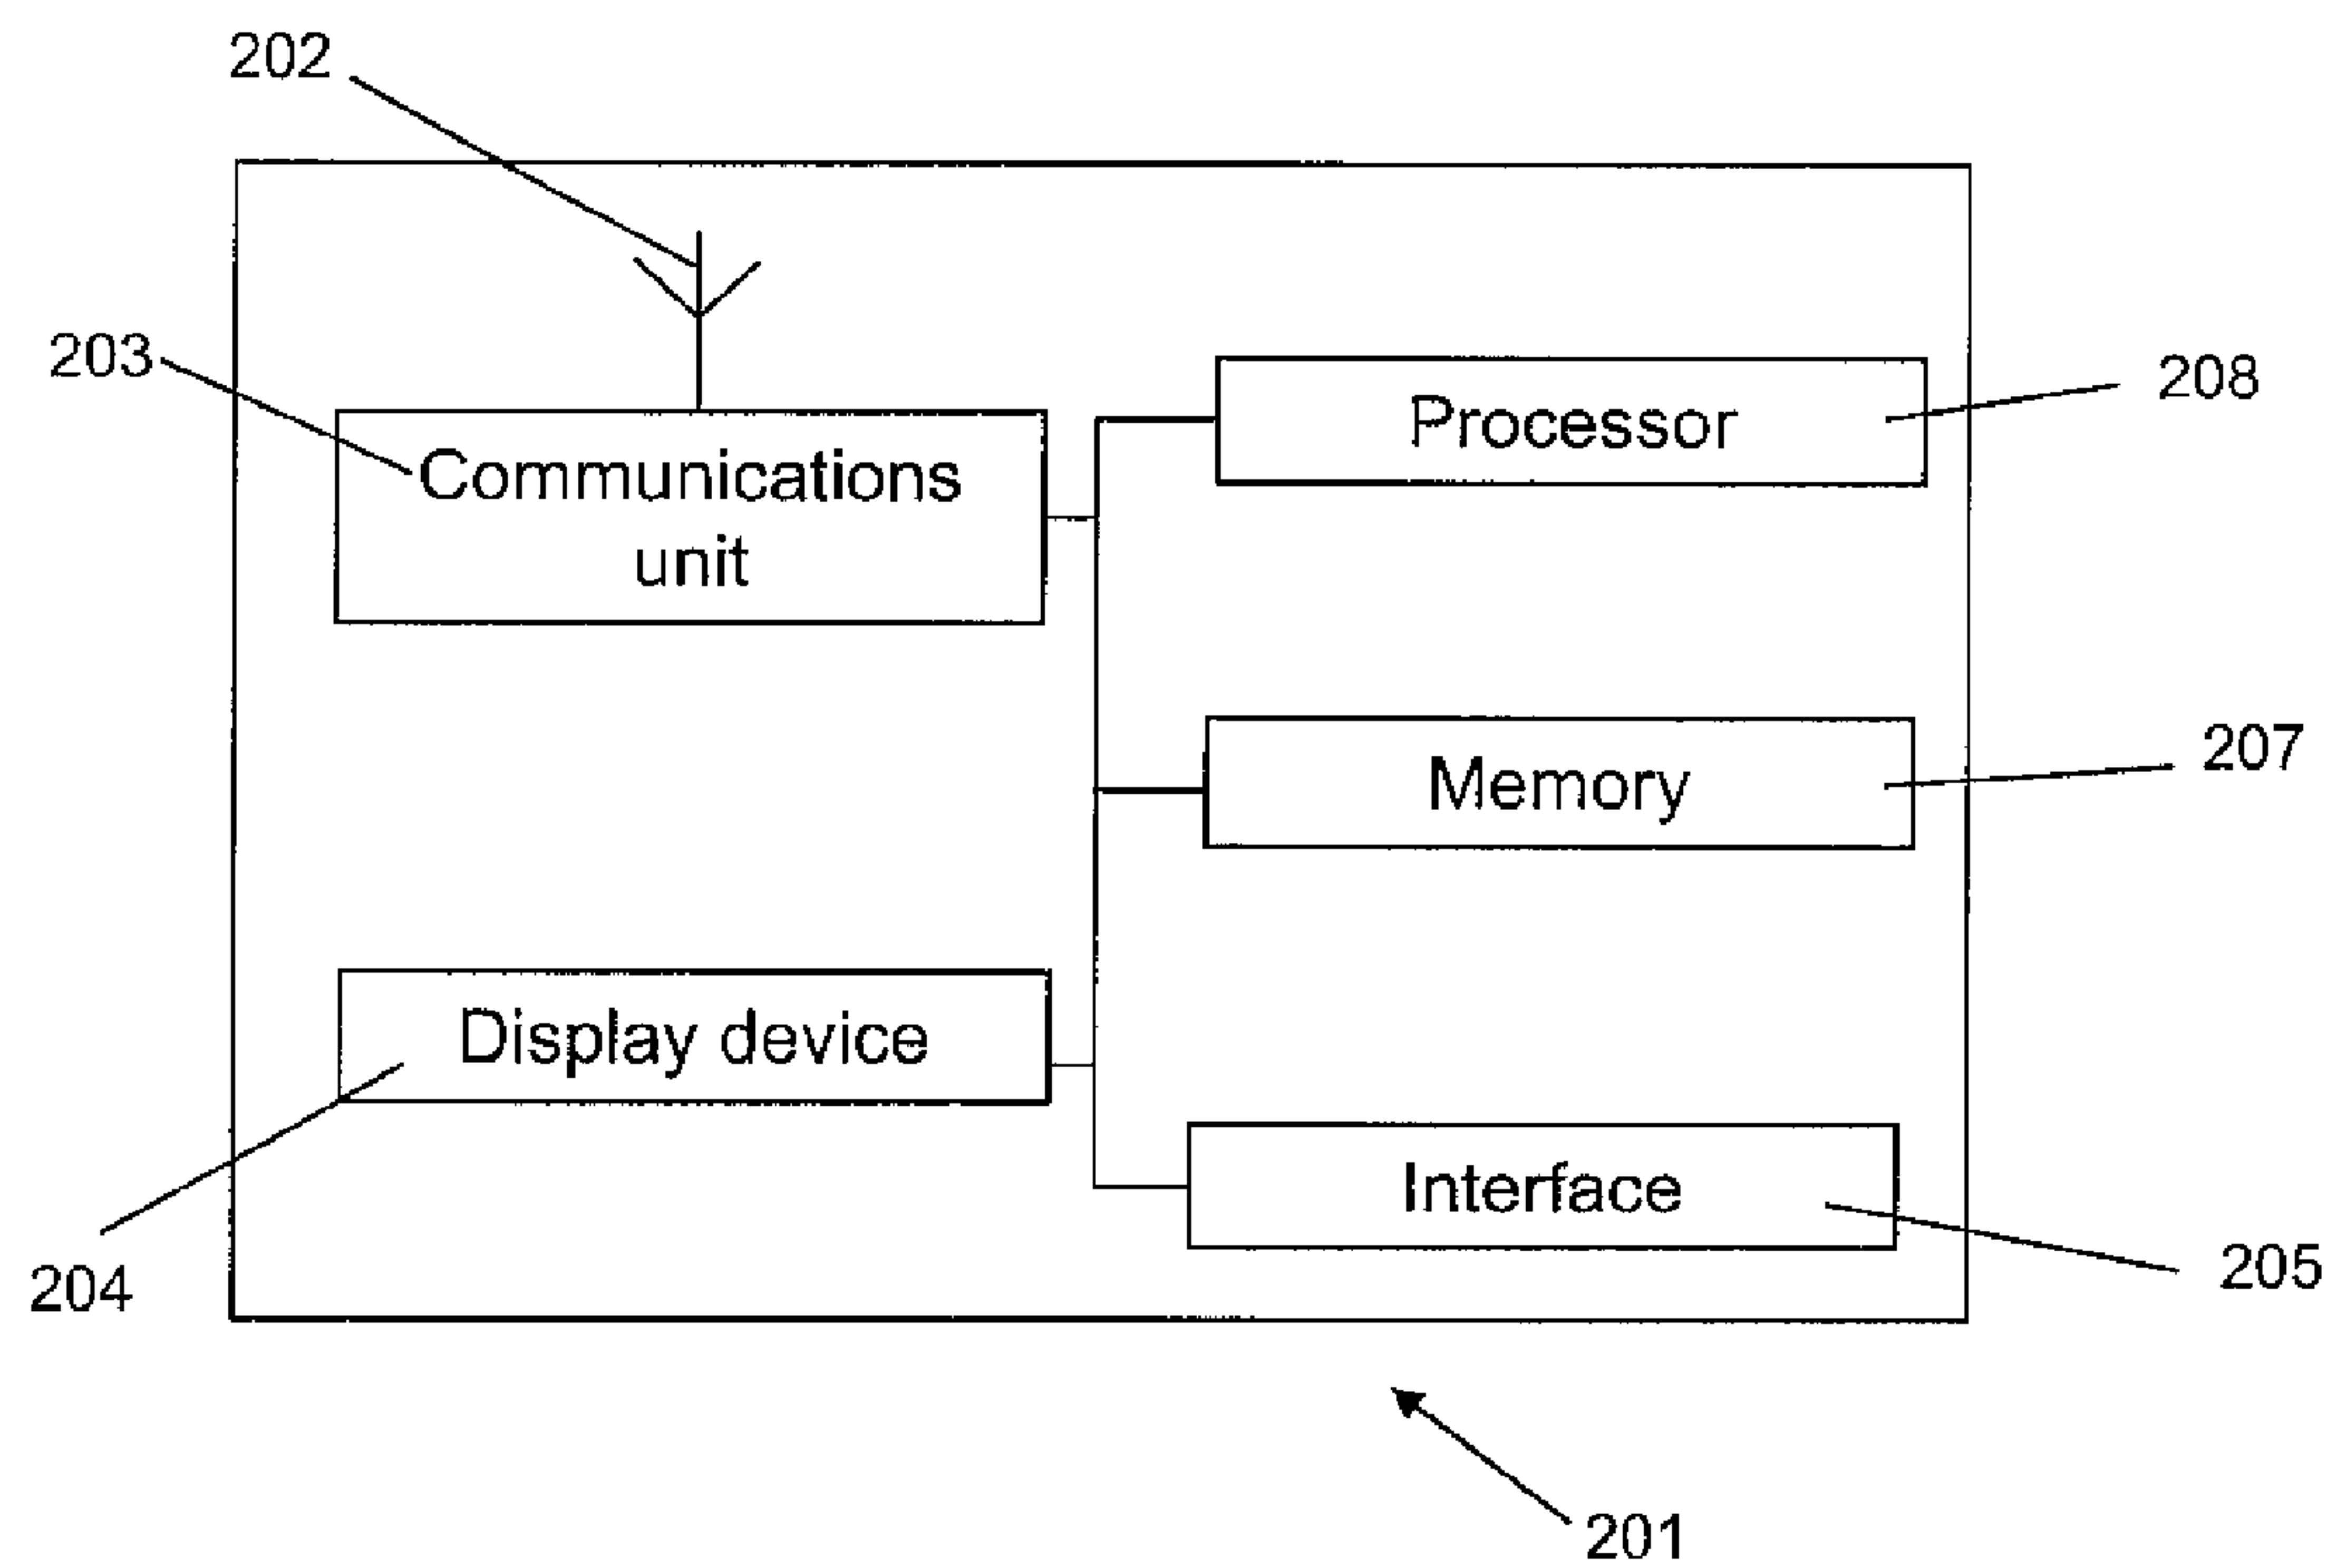 202
203
Communications
unit
Processor
208
Memory
207
Display device
204
Interface
205
201